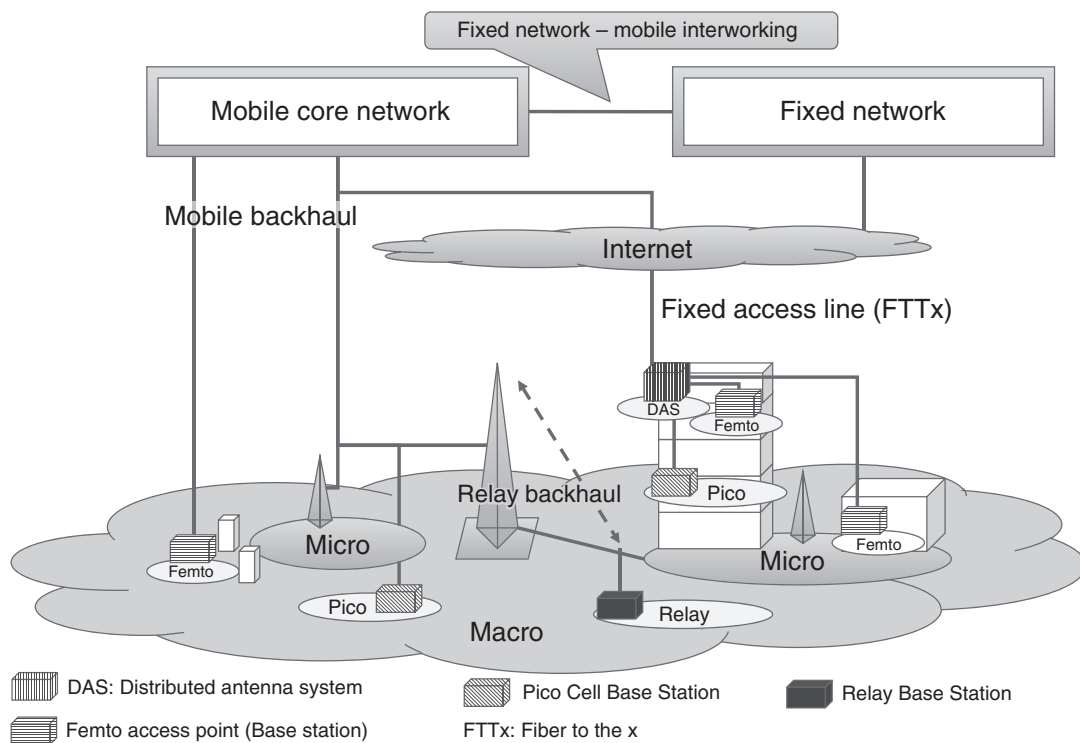 Fixed network – mobile interworking
Mobile core network
Fixed network
Mobile backhaul
Internet
Fixed access line (FTTx)
DAS
Femto
Relay backhaul
Pico
Micro
Femto
Femto
Micro
Pico
Relay
Macro
DAS: Distributed antenna system
Pico Cell Base Station
Relay Base Station
Femto access point (Base station)
FTTx: Fiber to the x